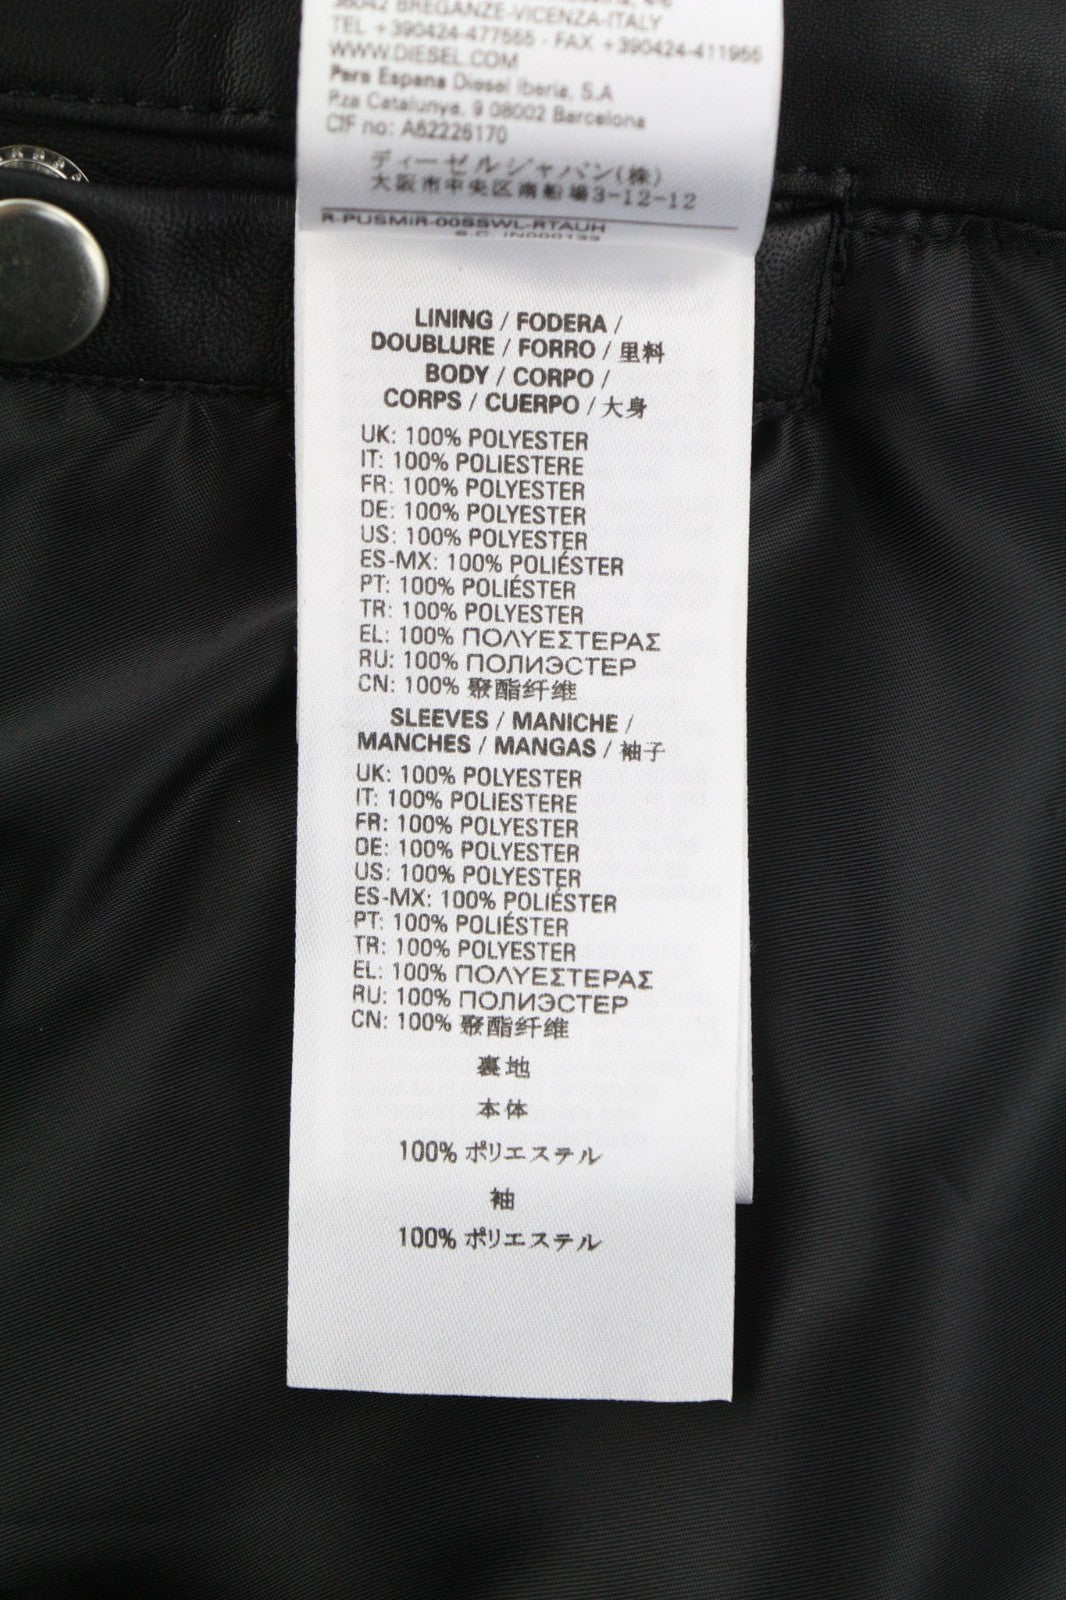 36042 BREGANZE-VICENZA-ITALY
TEL +390424-477555 - FAX +390424-411955
WWW.DIESEL.COM
Para Espana Diesel Iberia, S.A
Pza Catalunya, 9 08002 Barcelona
CIF no: A62226170
ディーゼルジャパン(株)
大阪市中央区南船場3-12-12
R-PUSMIR-00SSWL-RTAUH
S.C. IN000133
LINING / FODERA /
DOUBLURE / FORRO / 里料
BODY / CORPO /
CORPS / CUERPO / 大身
UK: 100% POLYESTER
IT: 100% POLIESTERE
FR: 100% POLYESTER
DE: 100% POLYESTER
US: 100% POLYESTER
ES-MX: 100% POLIÉSTER
PT: 100% POLIÉSTER
TR: 100% POLYESTER
EL: 100% ΠΟΛΥΕΣΤΕΡΑΣ
RU: 100% ПОЛИЭСТЕР
CN: 100% 聚酯纤维
SLEEVES / MANICHE /
MANCHES / MANGAS / 袖子
UK: 100% POLYESTER
IT: 100% POLIESTERE
FR: 100% POLYESTER
DE: 100% POLYESTER
US: 100% POLYESTER
ES-MX: 100% POLIÉSTER
PT: 100% POLIÉSTER
TR: 100% POLYESTER
EL: 100% ΠΟΛΥΕΣΤΕΡΑΣ
RU: 100% ПОЛИЭСТЕР
CN: 100% 聚酯纤维
裏地
本体
100% ポリエステル
袖
100% ポリエステル